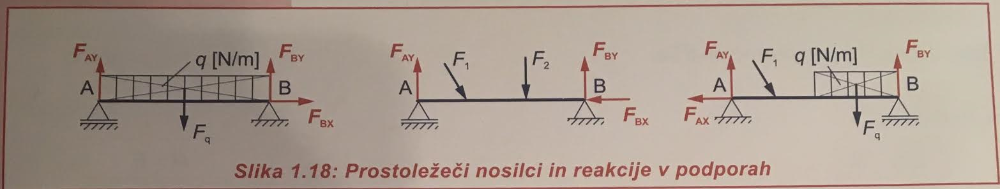 F_AY q [N/m] F_BY
A B
F_BX
F_q
F_AY F_1 F_2 F_BY
A B
F_BX
F_AY F_1 q [N/m] F_BY
A B
F_AX
F_q
Slika 1.18: Prostoležeči nosilci in reakcije v podporah